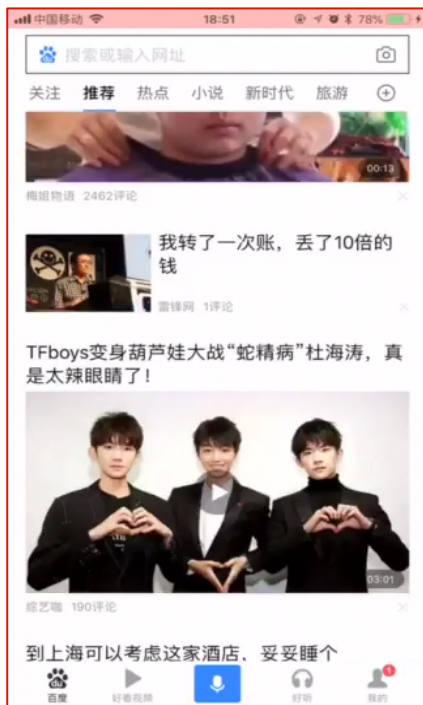 中国移动 18:51 78%
搜索或输入网址
关注 推荐 热点 小说 新时代 旅游
00:13
梅姐物语 2462评论
我转了一次账，丢了10倍的
钱
雷锋网 1评论
TFboys变身葫芦娃大战“蛇精病”杜海涛，真
是太辣眼睛了！
03:01
综艺咖 190评论
到上海可以考虑这家酒店，妥妥睡个
1
百度 好看视频 好听 我的